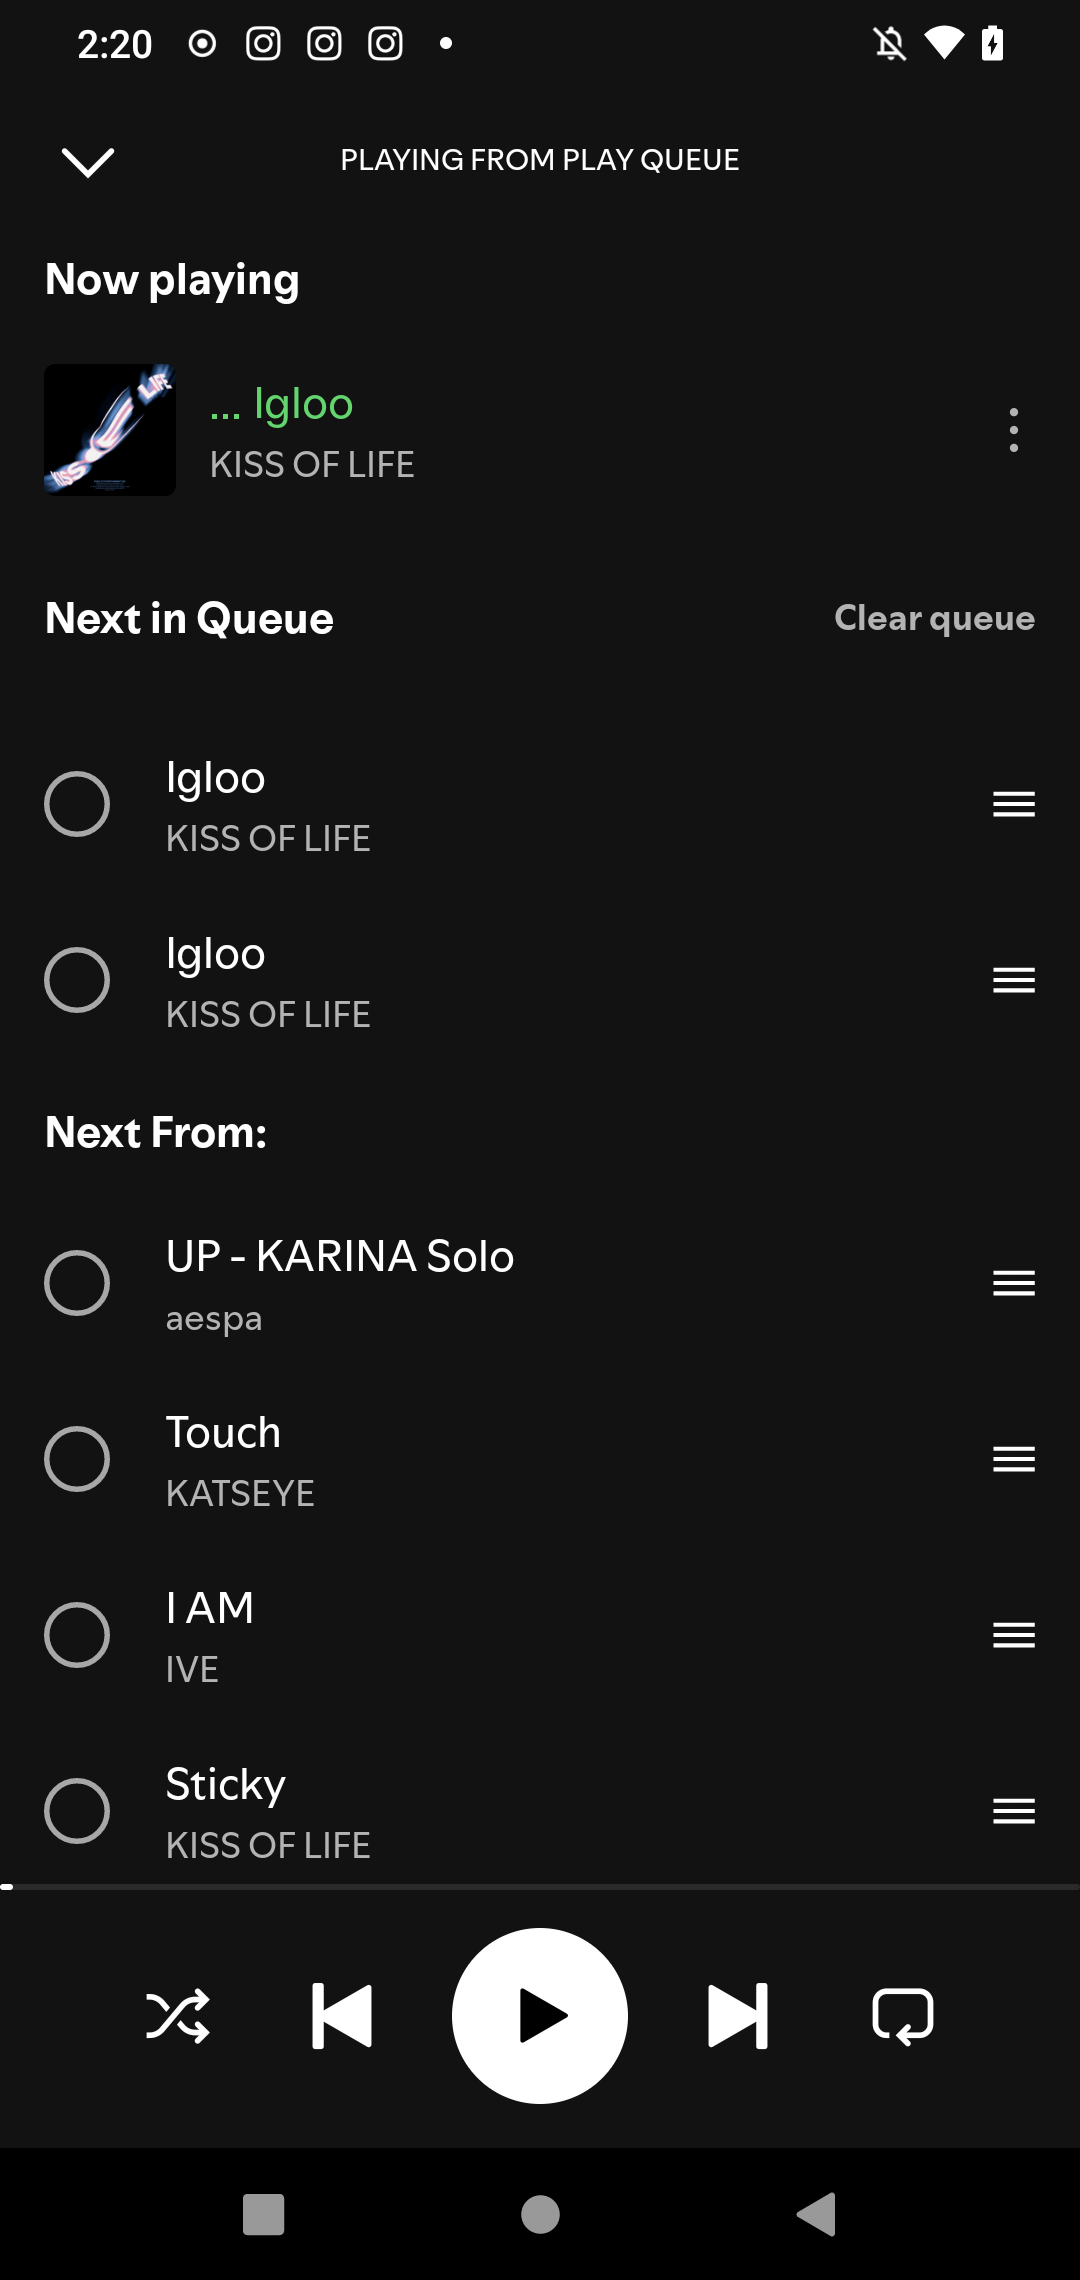 2:20
PLAYING FROM PLAY QUEUE
Now playing
... Igloo
KISS OF LIFE
Next in Queue
Clear queue
Igloo
KISS OF LIFE
Igloo
KISS OF LIFE
Next From:
UP - KARINA Solo
aespa
Touch
KATSEYE
I AM
IVE
Sticky
KISS OF LIFE